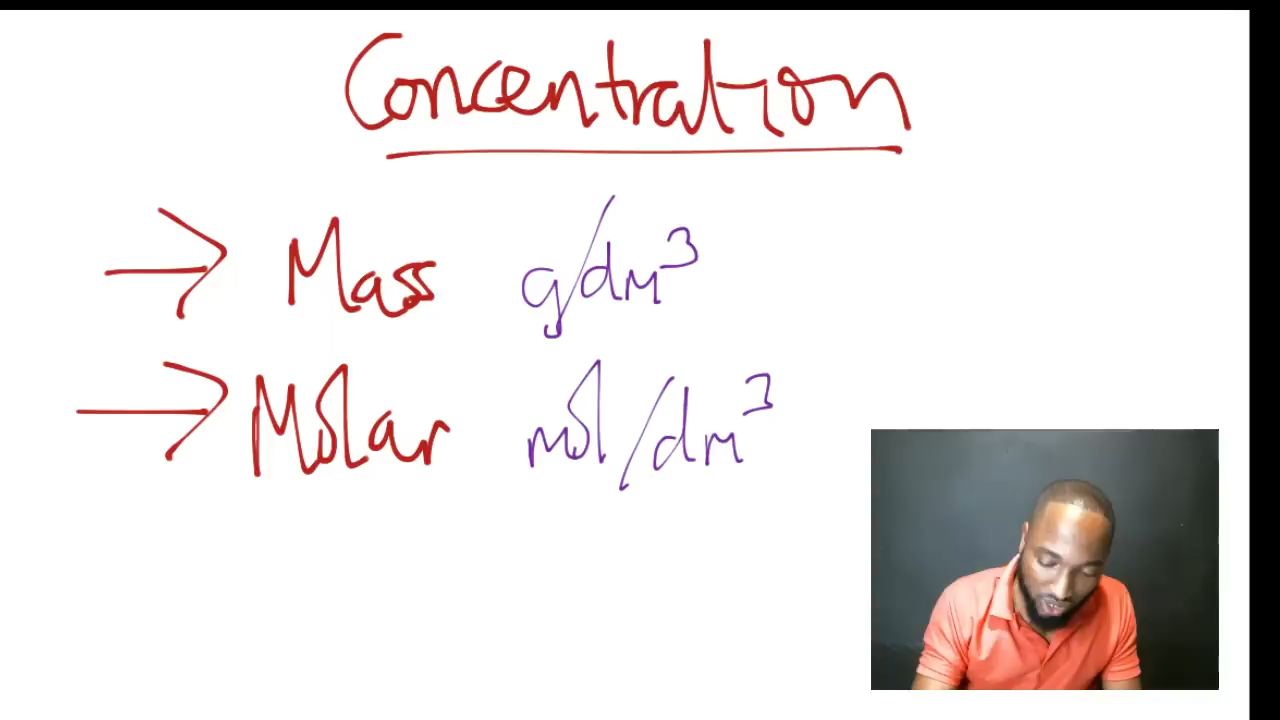 Concentration
→ Mass g/dm³
→ Molar mol/dm³